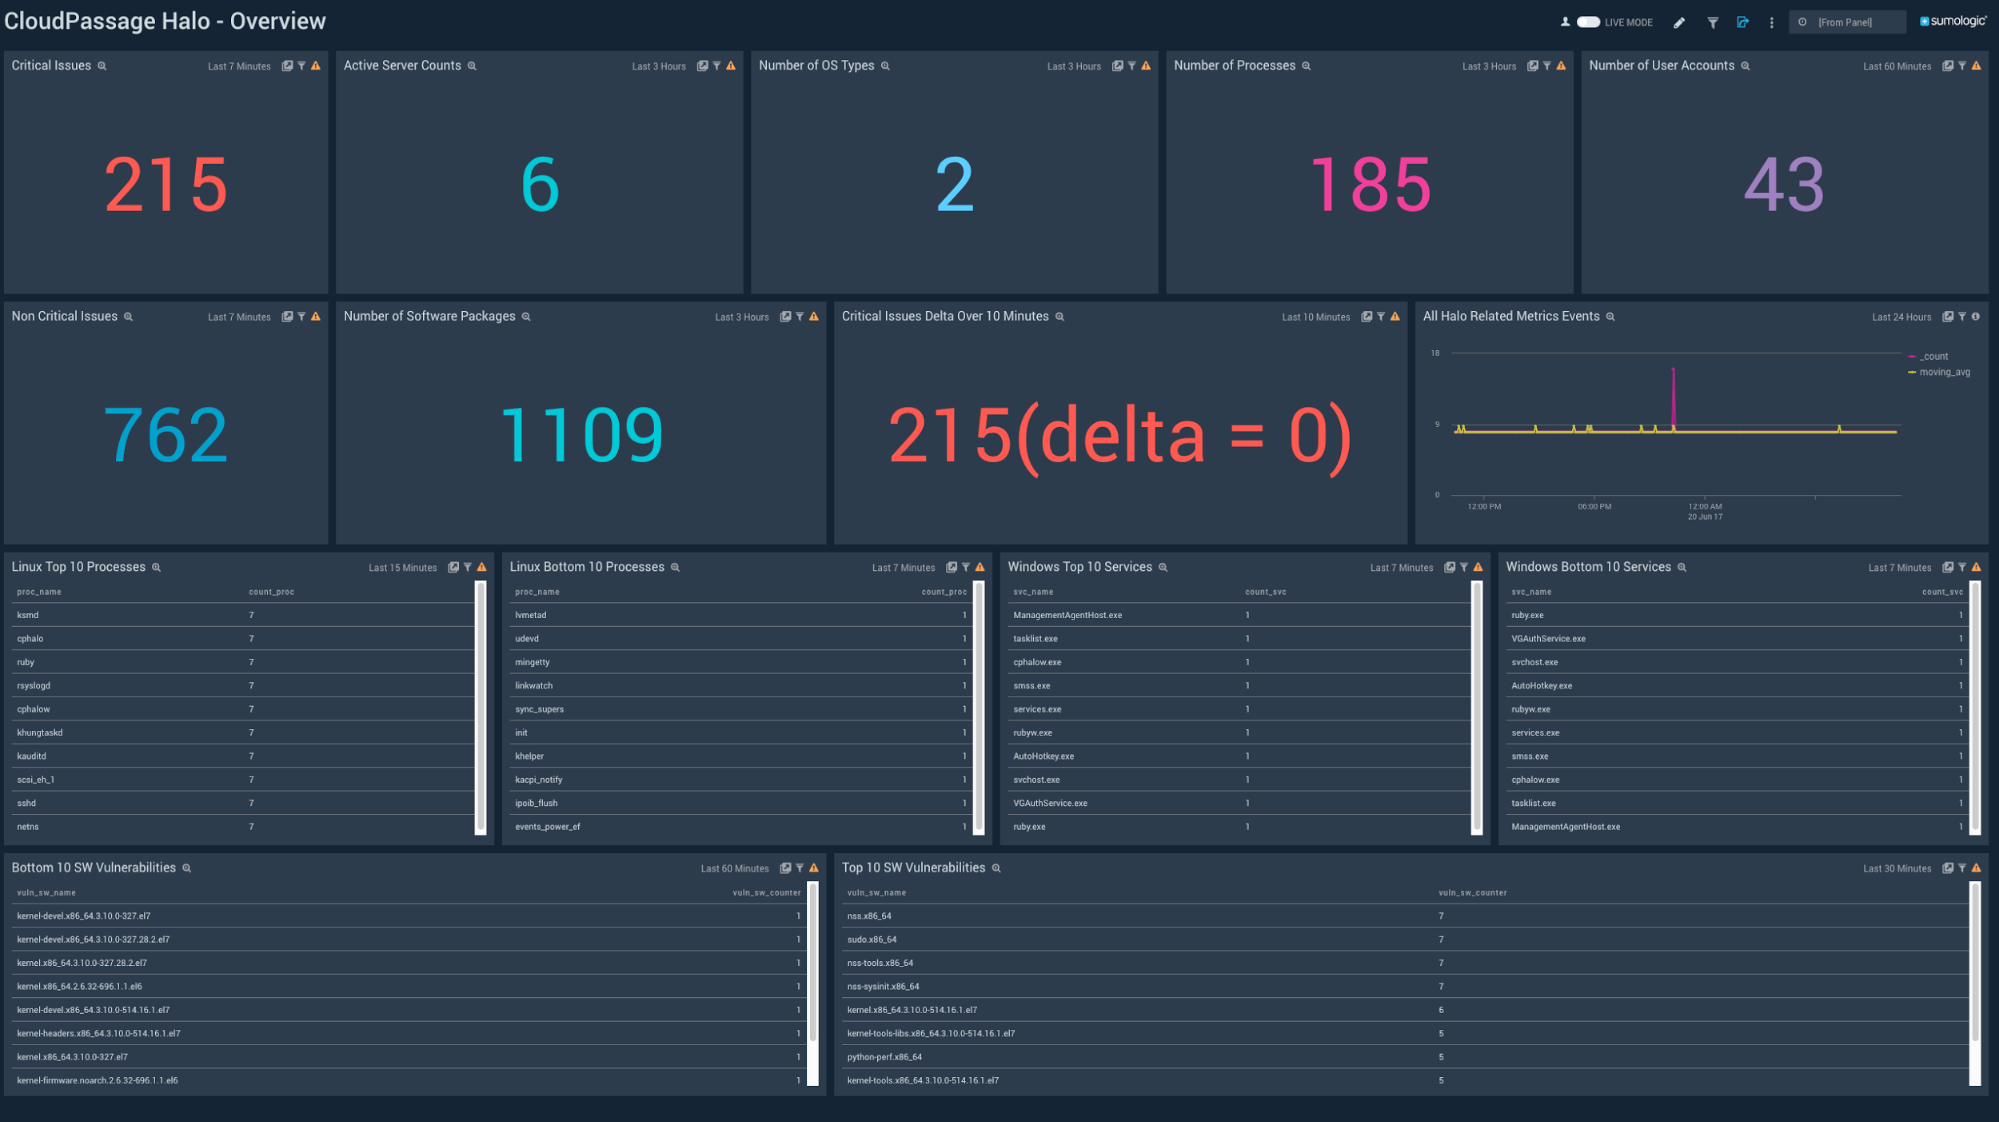 CloudPassage Halo - Overview
LIVE MODE
[From Panel]
sumologic
Critical Issues
Last 7 Minutes
215
Active Server Counts
Last 3 Hours
6
Number of OS Types
Last 3 Hours
2
Number of Processes
Last 3 Hours
185
Number of User Accounts
Last 60 Minutes
43
Non Critical Issues
Last 7 Minutes
762
Number of Software Packages
Last 3 Hours
1109
Critical Issues Delta Over 10 Minutes
Last 10 Minutes
215(delta = 0)
All Halo Related Metrics Events
Last 24 Hours
18
9
0
12:00 PM
06:00 PM
12:00 AM
20 Jun 17
_count
moving_avg
Linux Top 10 Processes
Last 15 Minutes
proc_name count_proc
ksmd 7
cphalo 7
ruby 7
rsyslogd 7
cphalow 7
khungtaskd 7
kauditd 7
scsi_eh_1 7
sshd 7
netns 7
Linux Bottom 10 Processes
Last 7 Minutes
proc_name count_proc
lvmetad 1
udevd 1
mingetty 1
linkwatch 1
sync_supers 1
init 1
khelper 1
kacpi_notify 1
ipoib_flush 1
events_power_ef 1
Windows Top 10 Services
Last 7 Minutes
svc_name count_svc
ManagementAgentHost.exe 1
tasklist.exe 1
cphalow.exe 1
smss.exe 1
services.exe 1
rubyw.exe 1
AutoHotkey.exe 1
svchost.exe 1
VGAuthService.exe 1
ruby.exe 1
Windows Bottom 10 Services
Last 7 Minutes
svc_name count_svc
ruby.exe 1
VGAuthService.exe 1
svchost.exe 1
AutoHotkey.exe 1
rubyw.exe 1
services.exe 1
smss.exe 1
cphalow.exe 1
tasklist.exe 1
ManagementAgentHost.exe 1
Bottom 10 SW Vulnerabilities
Last 60 Minutes
vuln_sw_name vuln_sw_counter
kernel-devel.x86_64.3.10.0-327.el7 1
kernel-devel.x86_64.3.10.0-327.28.2.el7 1
kernel.x86_64.3.10.0-327.28.2.el7 1
kernel.x86_64.2.6.32-696.1.1.el6 1
kernel-devel.x86_64.3.10.0-514.16.1.el7 1
kernel-headers.x86_64.3.10.0-514.16.1.el7 1
kernel.x86_64.3.10.0-327.el7 1
kernel-firmware.noarch.2.6.32-696.1.1.el6 1
Top 10 SW Vulnerabilities
Last 30 Minutes
vuln_sw_name vuln_sw_counter
nss.x86_64 7
sudo.x86_64 7
nss-tools.x86_64 7
nss-sysinit.x86_64 7
kernel.x86_64.3.10.0-514.16.1.el7 6
kernel-tools-libs.x86_64.3.10.0-514.16.1.el7 5
python-perf.x86_64 5
kernel-tools.x86_64.3.10.0-514.16.1.el7 5